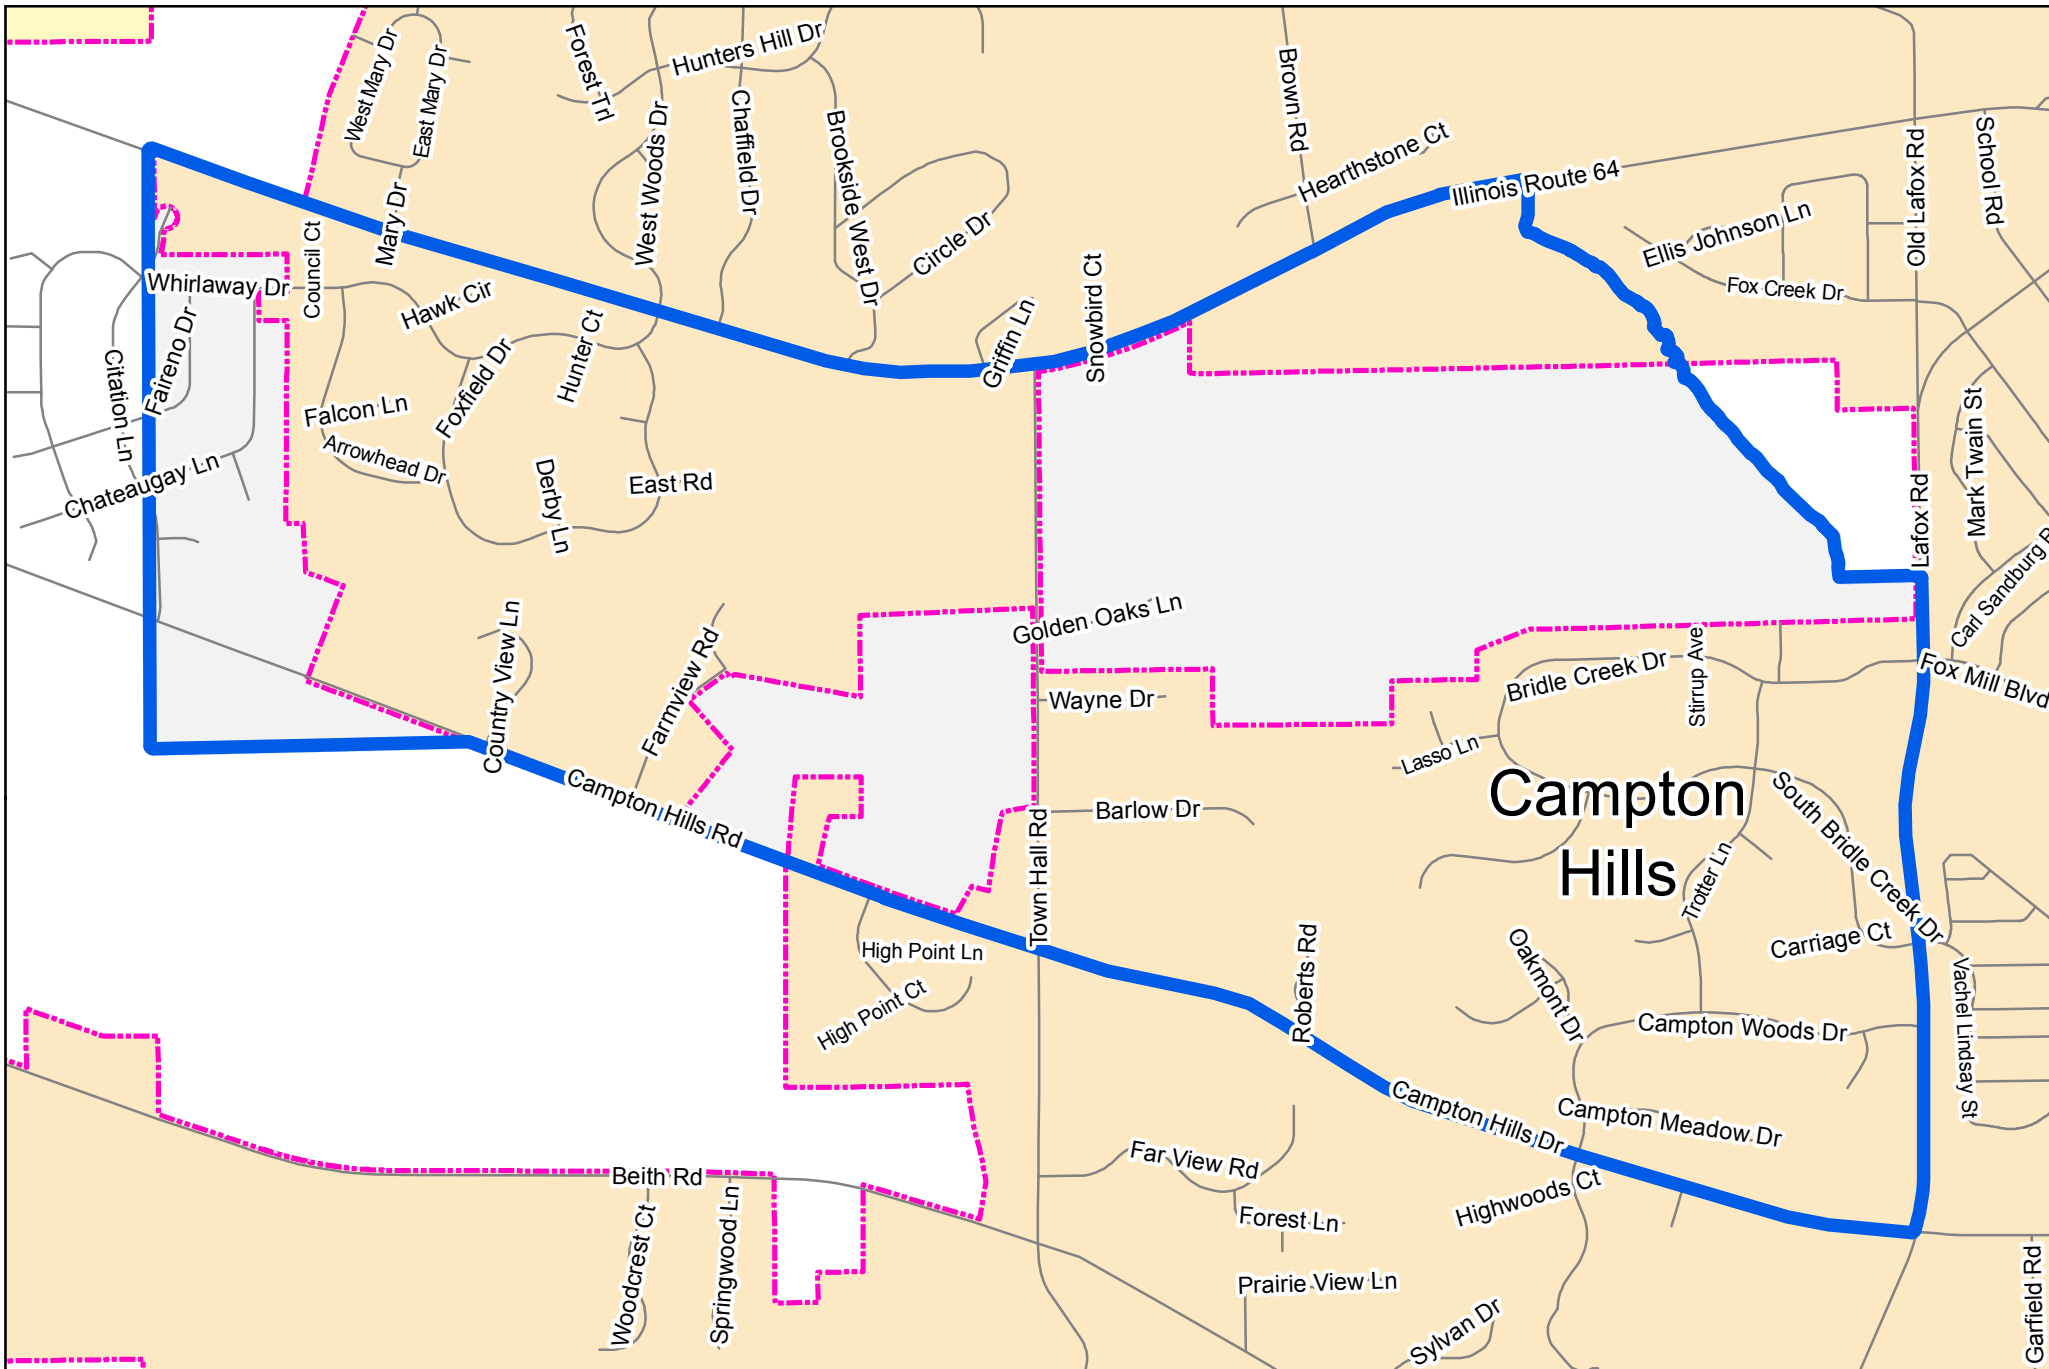 West Mary Dr
East Mary Dr
Forest Trl
Hunters Hill Dr
Chaffield Dr
West Woods Dr
Brookside West Dr
Circle Dr
Brown Rd
Hearthstone Ct
Illinois Route 64
Old Lafox Rd
School Rd
Ellis Johnson Ln
Fox Creek Dr
Mary Dr
Council Ct
Whirlaway Dr
Hawk Cir
Faireno Dr
Citation Ln
Chateaugay Ln
Falcon Ln
Arrowhead Dr
Foxfield Dr
Hunter Ct
Derby Ln
East Rd
Griffin Ln
Snowbird Ct
Mark Twain St
Lafox Rd
Carl Sandburg R
Fox Mill Blvd
Golden Oaks Ln
Wayne Dr
Bridle Creek Dr
Stirrup Ave
Lasso Ln
Country View Ln
Farmview Rd
Campton Hills Rd
Barlow Dr
Town Hall Rd
Campton
Hills
South Bridle Creek Dr
Trotter Ln
Carriage Ct
High Point Ln
High Point Ct
Roberts Rd
Oakmont Dr
Campton Woods Dr
Vachel Lindsay St
Campton Hills Dr
Campton Meadow Dr
Far View Rd
Highwoods Ct
Forest Ln
Prairie View Ln
Sylvan Dr
Beith Rd
Woodcrest Ct
Springwood Ln
Garfield Rd